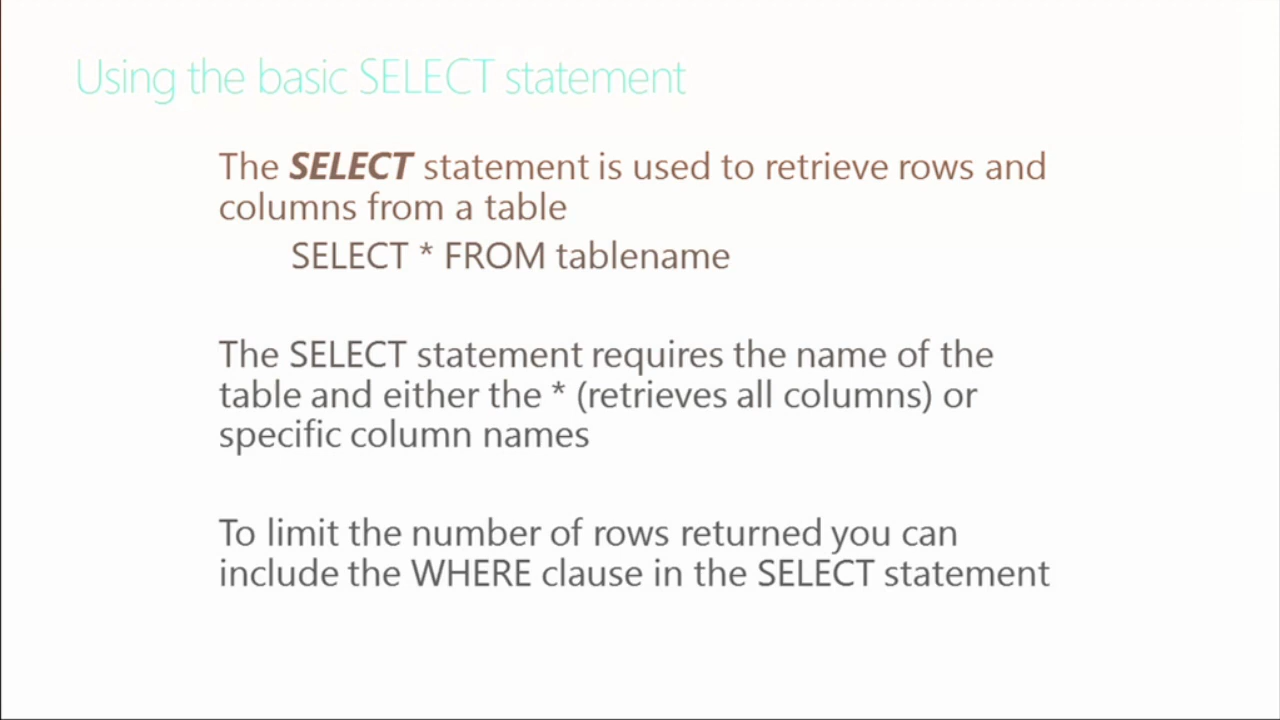 Using the basic SELECT statement
The SELECT statement is used to retrieve rows and
columns from a table
SELECT * FROM tablename
The SELECT statement requires the name of the
table and either the * (retrieves all columns) or
specific column names
To limit the number of rows returned you can
include the WHERE clause in the SELECT statement